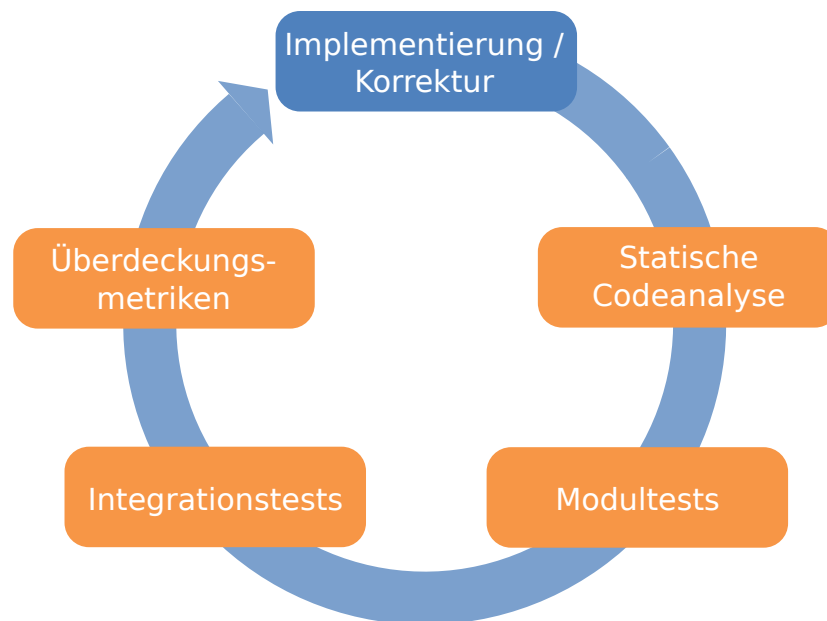 Implementierung /
Korrektur
Statische
Codeanalyse
Modultests
Integrationstests
Überdeckungs-
metriken